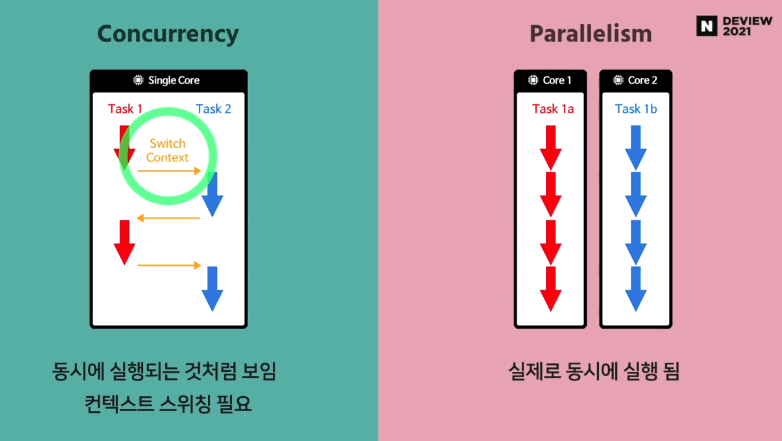 Concurrency
Single Core
Task 1
Task 2
Switch
Context
동시에 실행되는 것처럼 보임
컨텍스트 스위칭 필요
Parallelism
N DEVIEW
2021
Core 1
Core 2
Task 1a
Task 1b
실제로 동시에 실행 됨